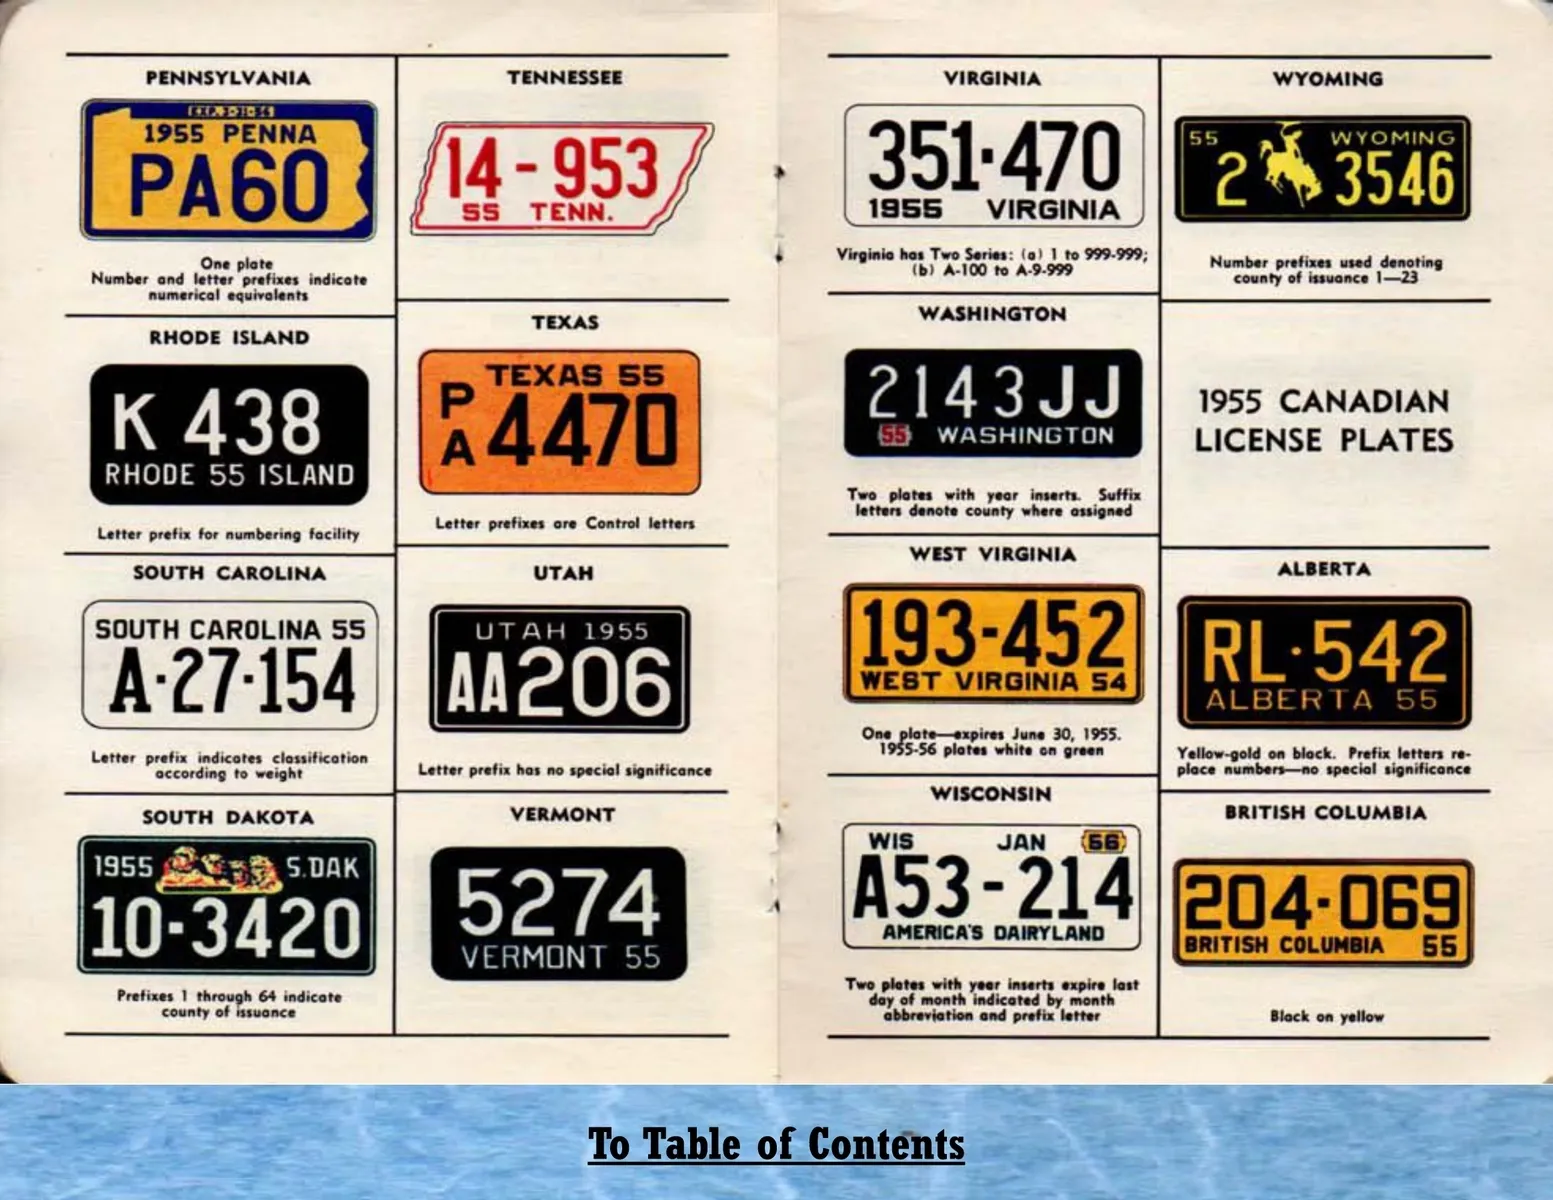 PENNSYLVANIA
EXP. 3-31-56
1955 PENNA
PA60
One plate
Number and letter prefixes indicate
numerical equivalents
RHODE ISLAND
K 438
RHODE 55 ISLAND
Letter prefix for numbering facility
SOUTH CAROLINA
SOUTH CAROLINA 55
A·27·154
Letter prefix indicates classification
according to weight
SOUTH DAKOTA
1955 S.DAK
10-3420
Prefixes 1 through 64 indicate
county of issuance
TENNESSEE
14-953
55 TENN.
TEXAS
TEXAS 55
PA 4470
Letter prefixes are Control letters
UTAH
UTAH 1955
AA206
Letter prefix has no special significance
VERMONT
5274
VERMONT 55
VIRGINIA
351·470
1955 VIRGINIA
Virginia has Two Series: (a) 1 to 999-999;
(b) A-100 to A-9-999
WASHINGTON
2143JJ
55 WASHINGTON
Two plates with year inserts. Suffix
letters denote county where assigned
WEST VIRGINIA
193-452
WEST VIRGINIA 54
One plate—expires June 30, 1955.
1955-56 plates white on green
WISCONSIN
WIS JAN 56
A53-214
AMERICA'S DAIRYLAND
Two plates with year inserts expire last
day of month indicated by month
abbreviation and prefix letter
WYOMING
55 WYOMING
2 3546
Number prefixes used denoting
county of issuance 1—23
1955 CANADIAN
LICENSE PLATES
ALBERTA
RL·542
ALBERTA 55
Yellow-gold on black. Prefix letters re-
place numbers—no special significance
BRITISH COLUMBIA
204·069
BRITISH COLUMBIA 55
Black on yellow
To Table of Contents